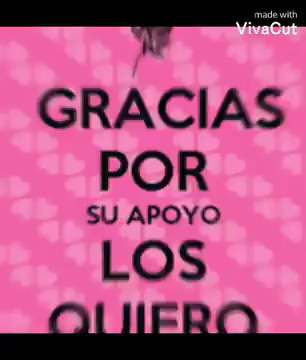 made with
VivaCut
GRACIAS
POR
SU APOYO
LOS
QUIERO